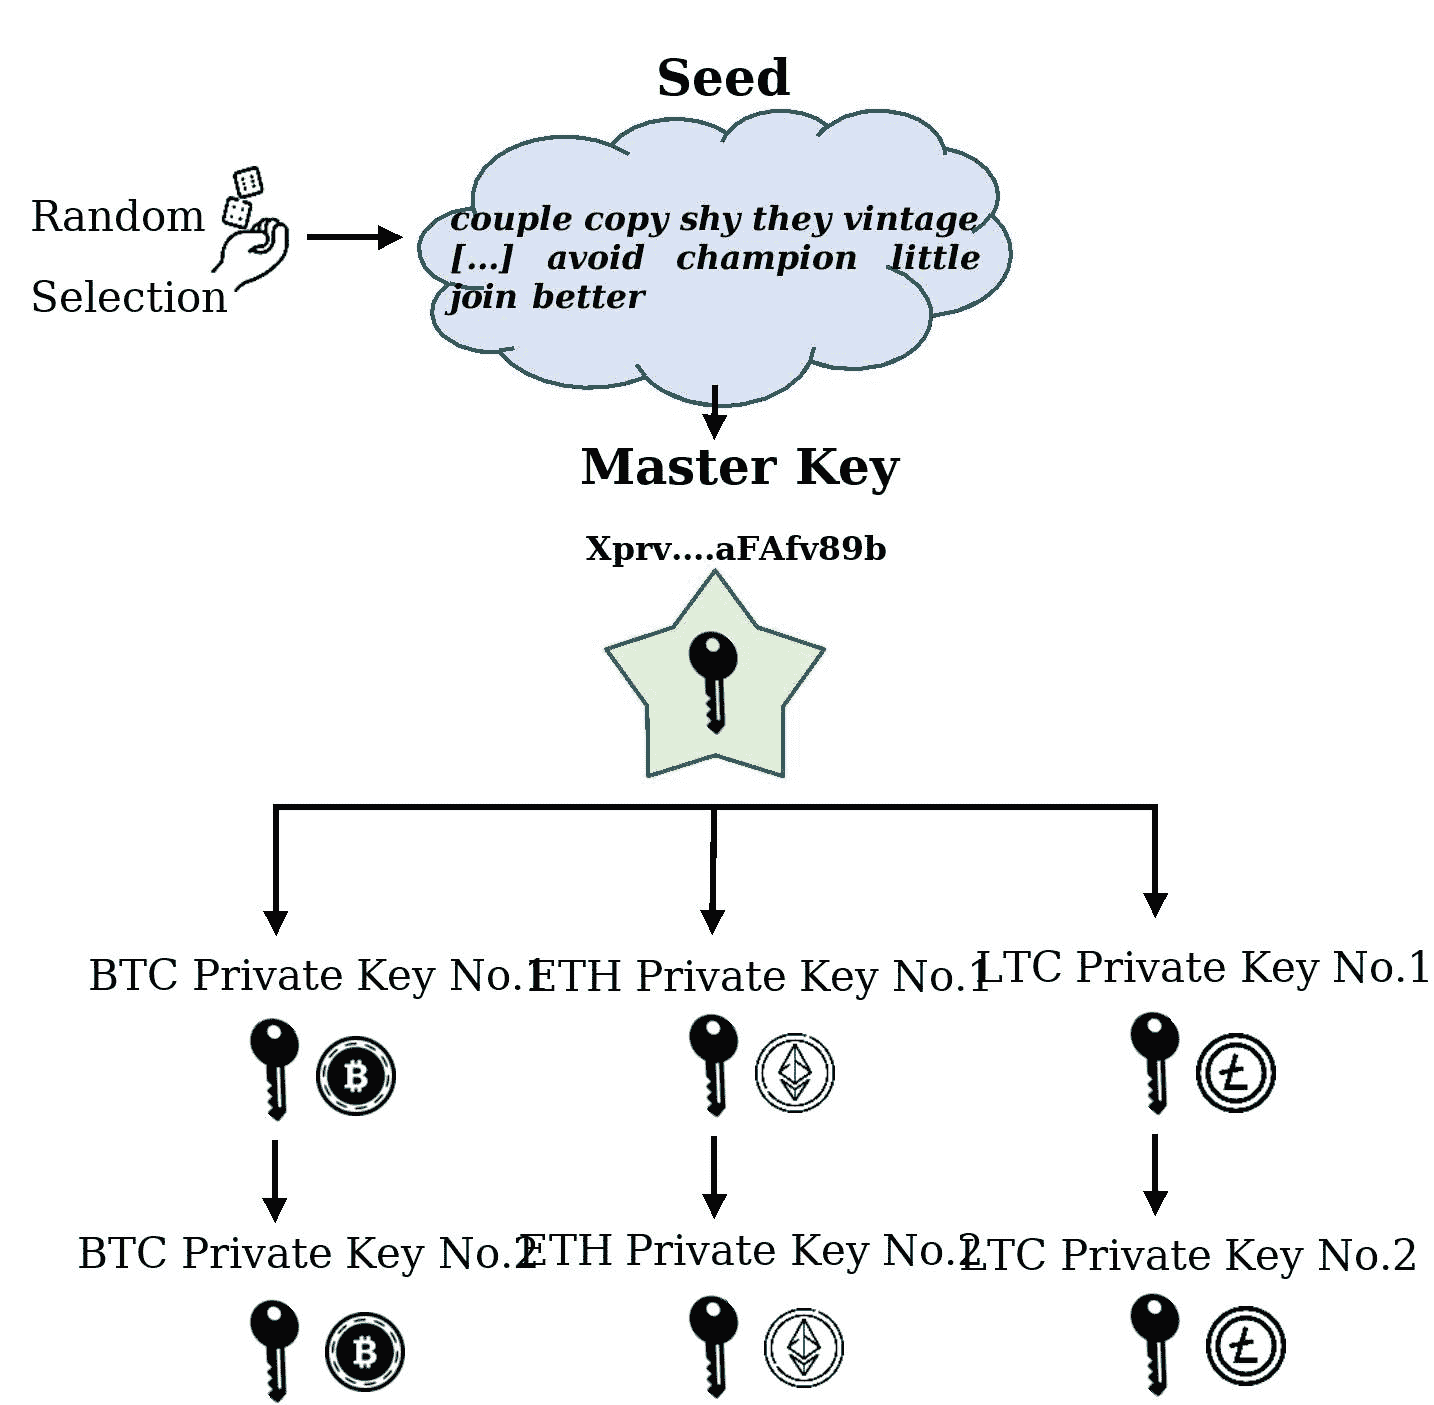 Seed
Random
Selection
couple copy shy they vintage
[...] avoid champion little
join better
Master Key
Xprv....aFAfv89b
BTC Private Key No.1
ETH Private Key No.1
LTC Private Key No.1
BTC Private Key No.2
ETH Private Key No.2
LTC Private Key No.2